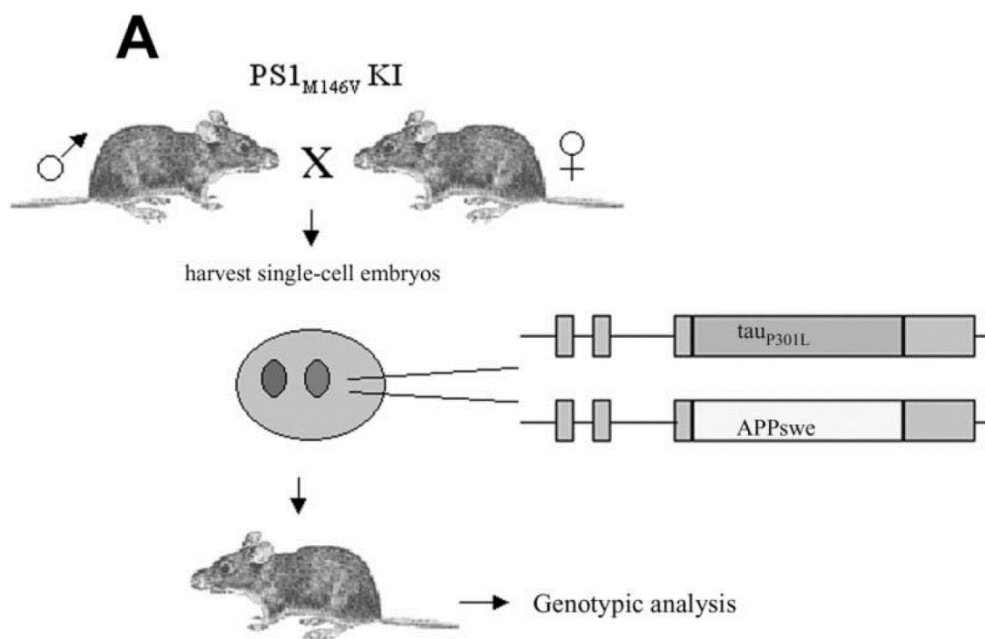 A
PS1M146V KI
X
harvest single-cell embryos
tauP301L
APPswe
Genotypic analysis